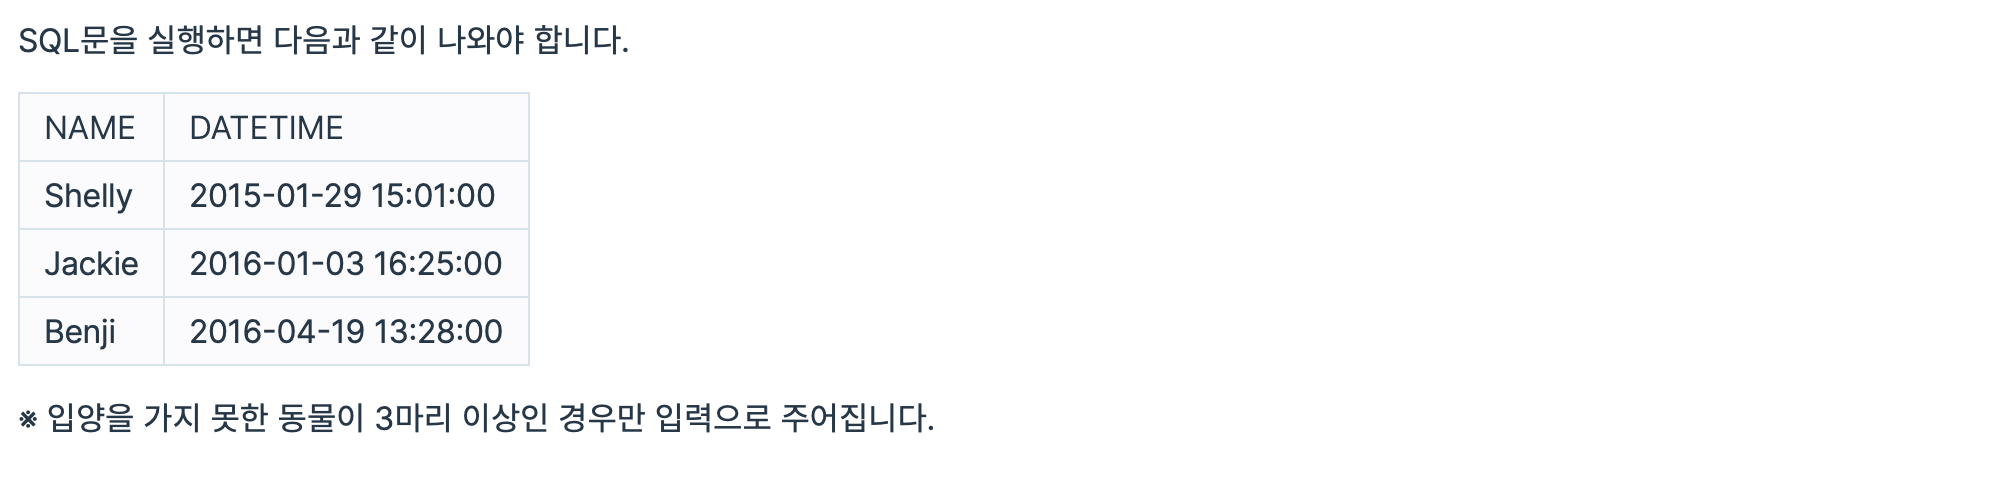 SQL문을 실행하면 다음과 같이 나와야 합니다.
NAME DATETIME
Shelly 2015-01-29 15:01:00
Jackie 2016-01-03 16:25:00
Benji 2016-04-19 13:28:00
※ 입양을 가지 못한 동물이 3마리 이상인 경우만 입력으로 주어집니다.